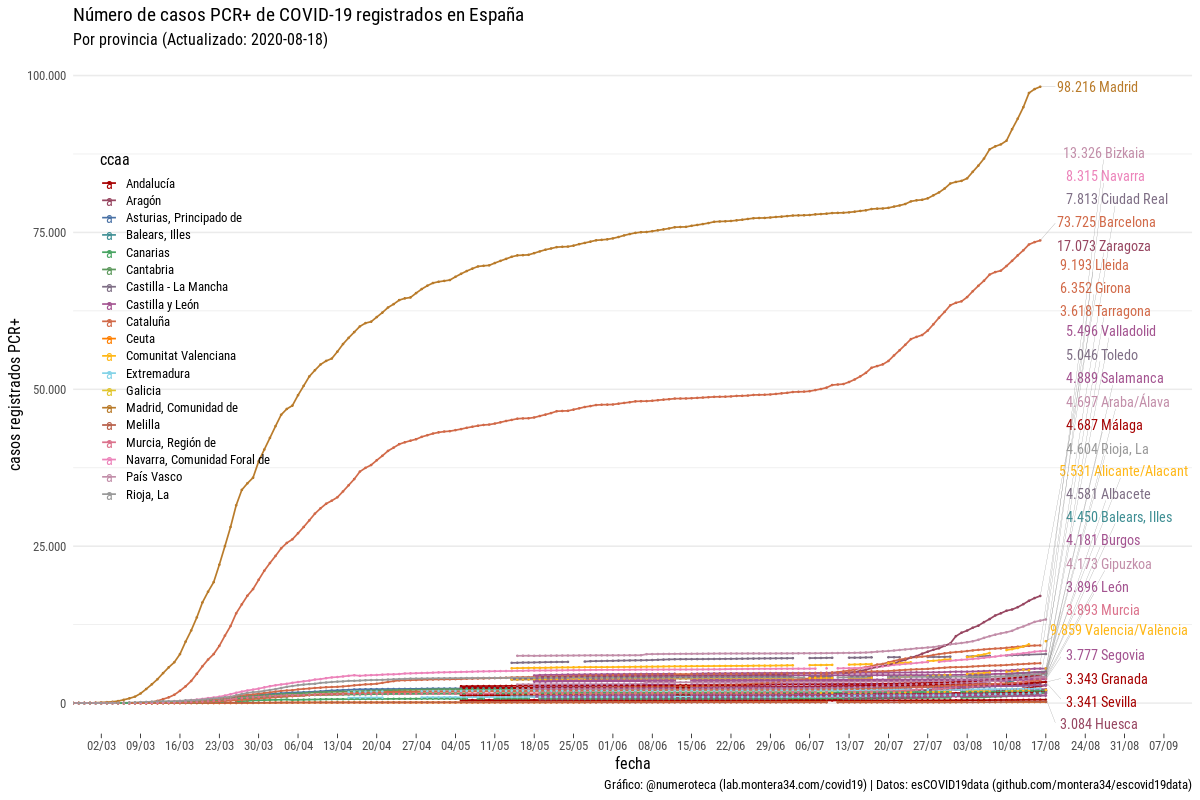 Número de casos PCR+ de COVID-19 registrados en España
Por provincia (Actualizado: 2020-08-18)
casos registrados PCR+
100.000
75.000
50.000
25.000
0
ccaa
Andalucía
Aragón
Asturias, Principado de
Balears, Illes
Canarias
Cantabria
Castilla - La Mancha
Castilla y León
Cataluña
Ceuta
Comunitat Valenciana
Extremadura
Galicia
Madrid, Comunidad de
Melilla
Murcia, Región de
Navarra, Comunidad Foral de
País Vasco
Rioja, La
98.216 Madrid
13.326 Bizkaia
8.315 Navarra
7.813 Ciudad Real
73.725 Barcelona
17.073 Zaragoza
9.193 Lleida
6.352 Girona
3.618 Tarragona
5.496 Valladolid
5.046 Toledo
4.889 Salamanca
4.697 Araba/Álava
4.687 Málaga
4.604 Rioja, La
5.531 Alicante/Alacant
4.581 Albacete
4.450 Balears, Illes
4.181 Burgos
4.173 Gipuzkoa
3.896 León
3.893 Murcia
9.859 Valencia/València
3.777 Segovia
3.343 Granada
3.341 Sevilla
3.084 Huesca
02/03 09/03 16/03 23/03 30/03 06/04 13/04 20/04 27/04 04/05 11/05 18/05 25/05 01/06 08/06 15/06 22/06 29/06 06/07 13/07 20/07 27/07 03/08 10/08 17/08 24/08 31/08 07/09
fecha
Gráfico: @numeroteca (lab.montera34.com/covid19) | Datos: esCOVID19data (github.com/montera34/escovid19data)